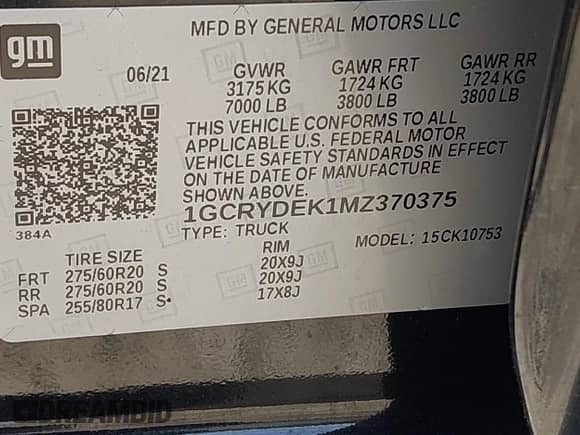 gm
MFD BY GENERAL MOTORS LLC
06/21 GVWR GAWR FRT GAWR RR
3175 KG 1724 KG 1724 KG
7000 LB 3800 LB 3800 LB
THIS VEHICLE CONFORMS TO ALL
APPLICABLE U.S. FEDERAL MOTOR
VEHICLE SAFETY STANDARDS IN EFFECT
ON THE DATE OF MANUFACTURE
SHOWN ABOVE.
384A
1GCRYDEK1MZ370375
TYPE: TRUCK MODEL: 15CK10753
TIRE SIZE RIM
FRT 275/60R20 S 20X9J
RR 275/60R20 S 20X9J
SPA 255/80R17 S• 17X8J
DREAMBID